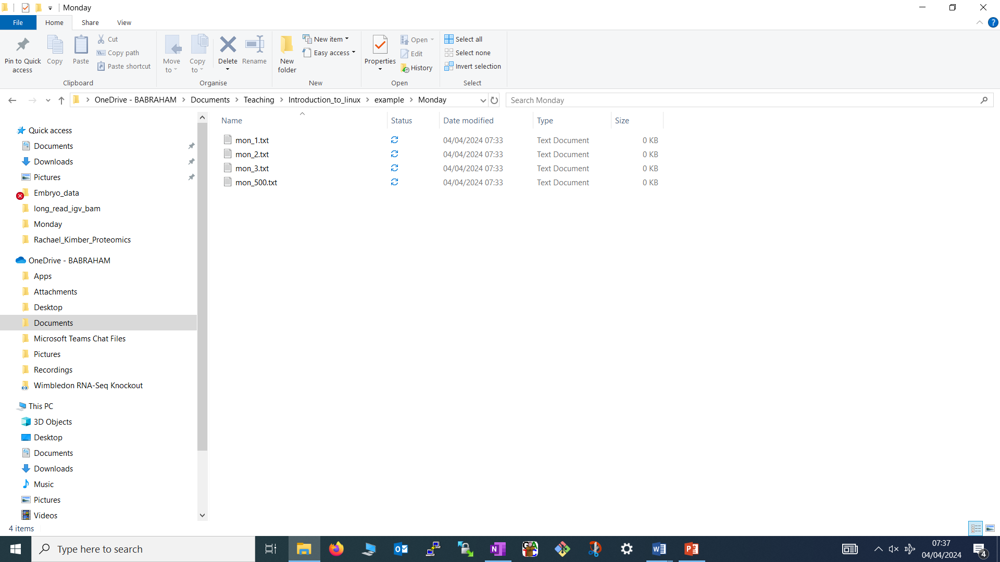 Monday
File Home Share View
Pin to Quick access
Copy
Paste
Cut
Copy path
Paste shortcut
Clipboard
Move to
Copy to
Delete
Rename
Organise
New folder
New item
Easy access
New
Properties
Open
Edit
History
Open
Select all
Select none
Invert selection
Select
OneDrive - BABRAHAM Documents Teaching Introduction_to_linux example Monday
Search Monday
Quick access
Documents
Downloads
Pictures
Embryo_data
long_read_igv_bam
Monday
Rachael_Kimber_Proteomics
OneDrive - BABRAHAM
Apps
Attachments
Desktop
Documents
Microsoft Teams Chat Files
Pictures
Recordings
Wimbledon RNA-Seq Knockout
This PC
3D Objects
Desktop
Documents
Downloads
Music
Pictures
Videos
Name Status Date modified Type Size
mon_1.txt 04/04/2024 07:33 Text Document 0 KB
mon_2.txt 04/04/2024 07:33 Text Document 0 KB
mon_3.txt 04/04/2024 07:33 Text Document 0 KB
mon_500.txt 04/04/2024 07:33 Text Document 0 KB
4 items
Type here to search
07:37
04/04/2024
4